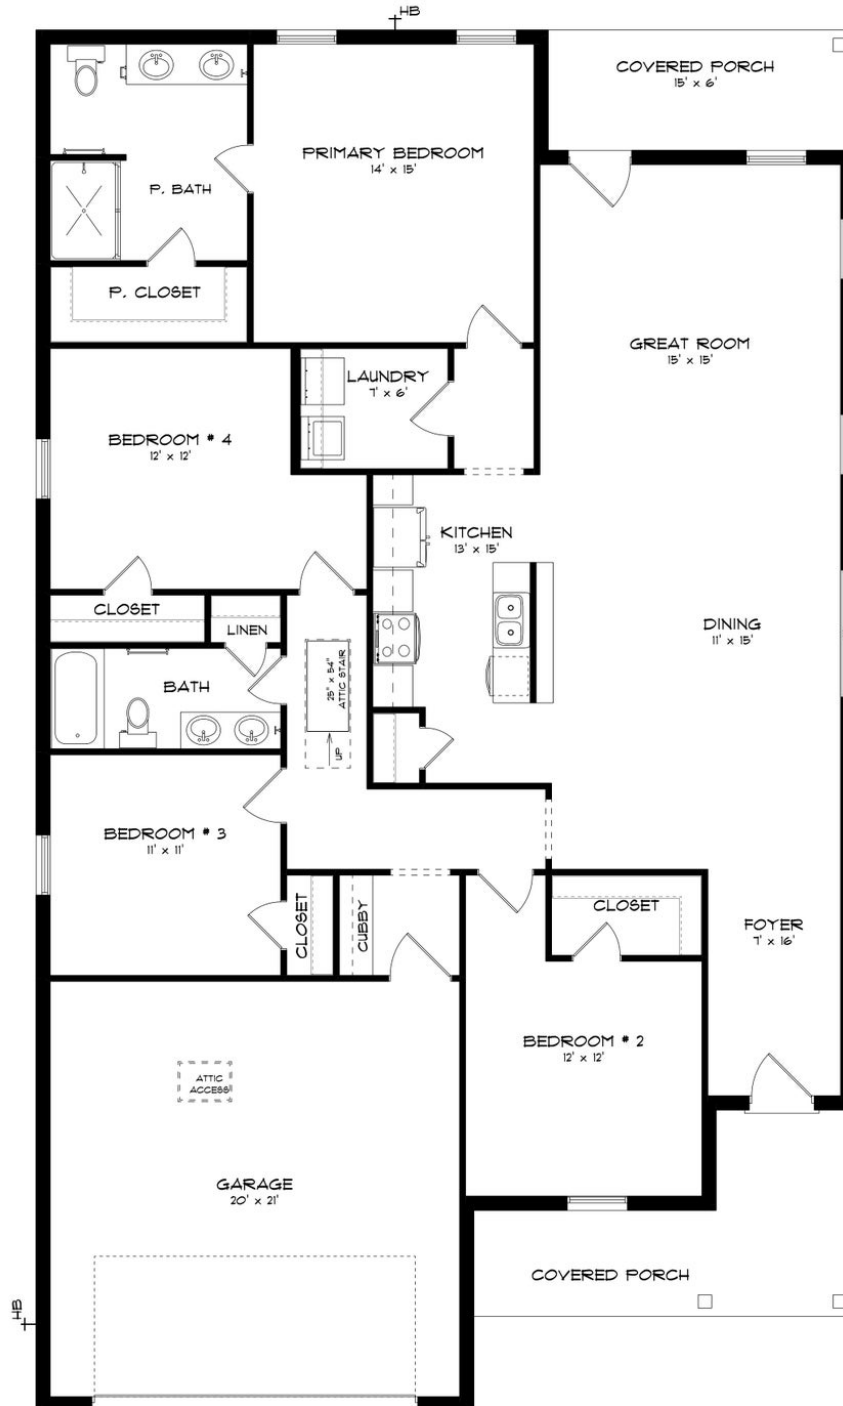 HB
COVERED PORCH
15' x 6'
PRIMARY BEDROOM
14' x 15'
P. BATH
P. CLOSET
GREAT ROOM
15' x 15'
LAUNDRY
7' x 6'
BEDROOM # 4
12' x 12'
KITCHEN
13' x 15'
CLOSET
LINEN
DINING
11' x 15'
BATH
25" x 54"
ATTIC STAIR
UP
BEDROOM # 3
11' x 11'
CLOSET
CUBBY
CLOSET
FOYER
7' x 16'
BEDROOM # 2
12' x 12'
ATTIC
ACCESS
GARAGE
20' x 21'
COVERED PORCH
HB